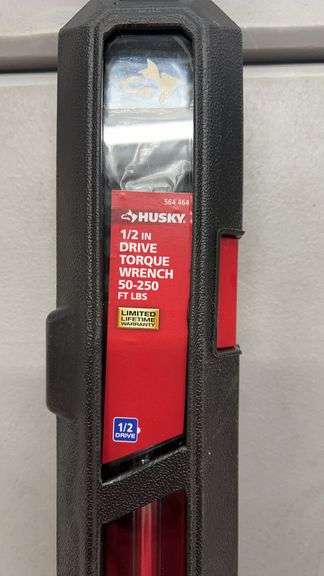 564 464
HUSKY
1/2 IN
DRIVE
TORQUE
WRENCH
50-250
FT LBS
LIMITED
LIFETIME
WARRANTY
1/2
DRIVE